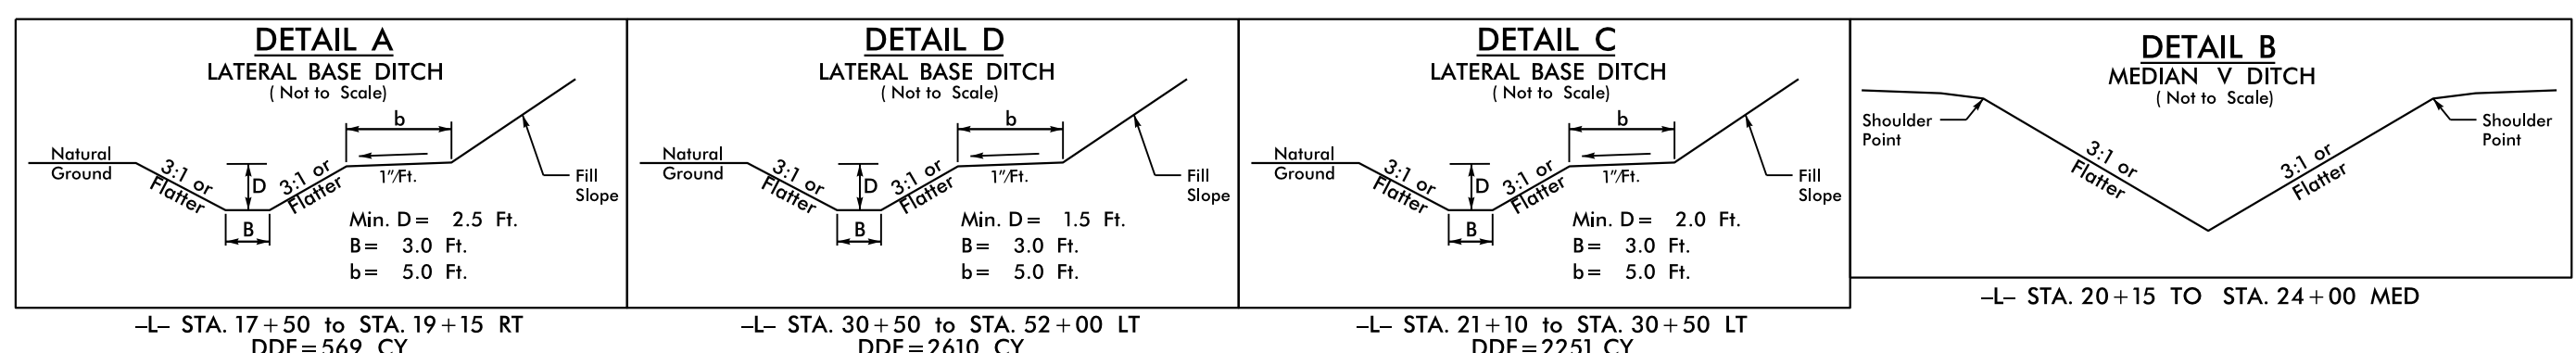 DETAIL A
LATERAL BASE DITCH
( Not to Scale)
b
Natural
Ground
3:1 or
Flatter
D
3:1 or
Flatter
1"/Ft.
Fill
Slope
B
Min. D= 2.5 Ft.
B= 3.0 Ft.
b= 5.0 Ft.
–L– STA. 17+50 to STA. 19+15 RT
DDE=569 CY
DETAIL D
LATERAL BASE DITCH
( Not to Scale)
b
Natural
Ground
3:1 or
Flatter
D
3:1 or
Flatter
1"/Ft.
Fill
Slope
B
Min. D= 1.5 Ft.
B= 3.0 Ft.
b= 5.0 Ft.
–L– STA. 30+50 to STA. 52+00 LT
DDE=2610 CY
DETAIL C
LATERAL BASE DITCH
( Not to Scale)
b
Natural
Ground
3:1 or
Flatter
D
3:1 or
Flatter
1"/Ft.
Fill
Slope
B
Min. D= 2.0 Ft.
B= 3.0 Ft.
b= 5.0 Ft.
–L– STA. 21+10 to STA. 30+50 LT
DDE=2251 CY
DETAIL B
MEDIAN V DITCH
( Not to Scale)
Shoulder
Point
3:1 or
Flatter
3:1 or
Flatter
Shoulder
Point
–L– STA. 20+15 TO STA. 24+00 MED